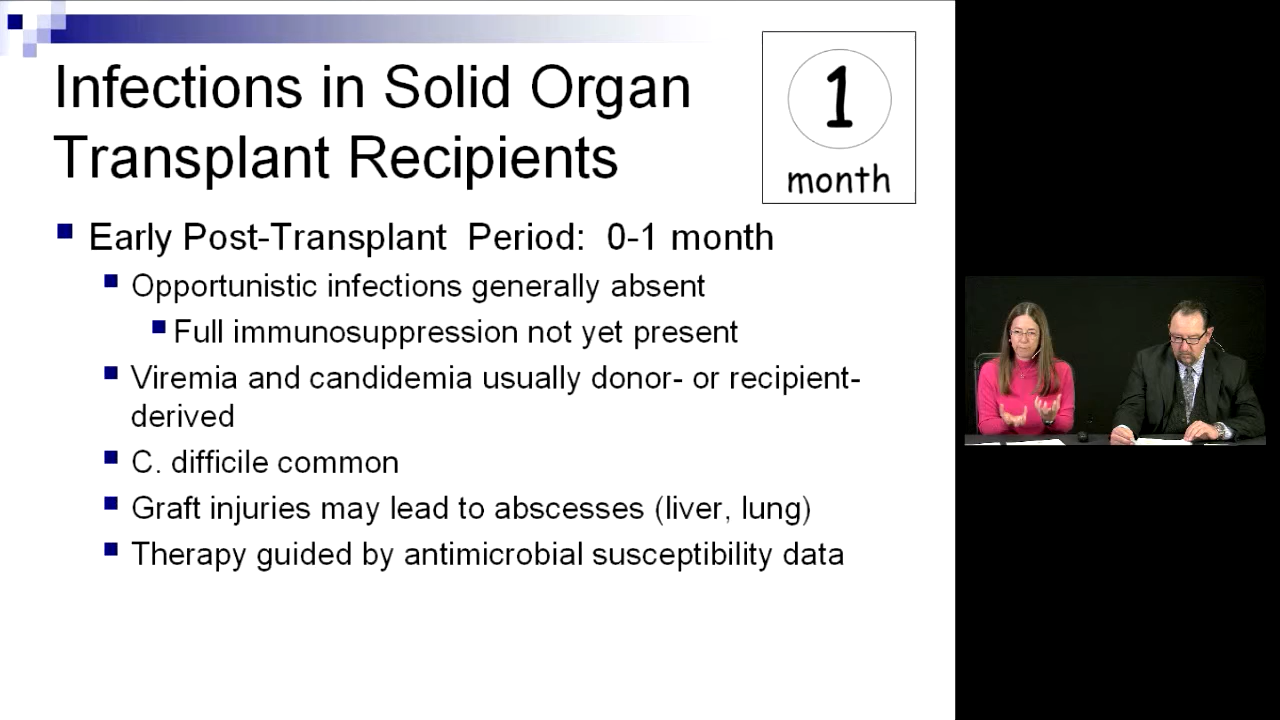 Infections in Solid Organ
Transplant Recipients
1
month
Early Post-Transplant Period: 0-1 month
Opportunistic infections generally absent
Full immunosuppression not yet present
Viremia and candidemia usually donor- or recipient-
derived
C. difficile common
Graft injuries may lead to abscesses (liver, lung)
Therapy guided by antimicrobial susceptibility data